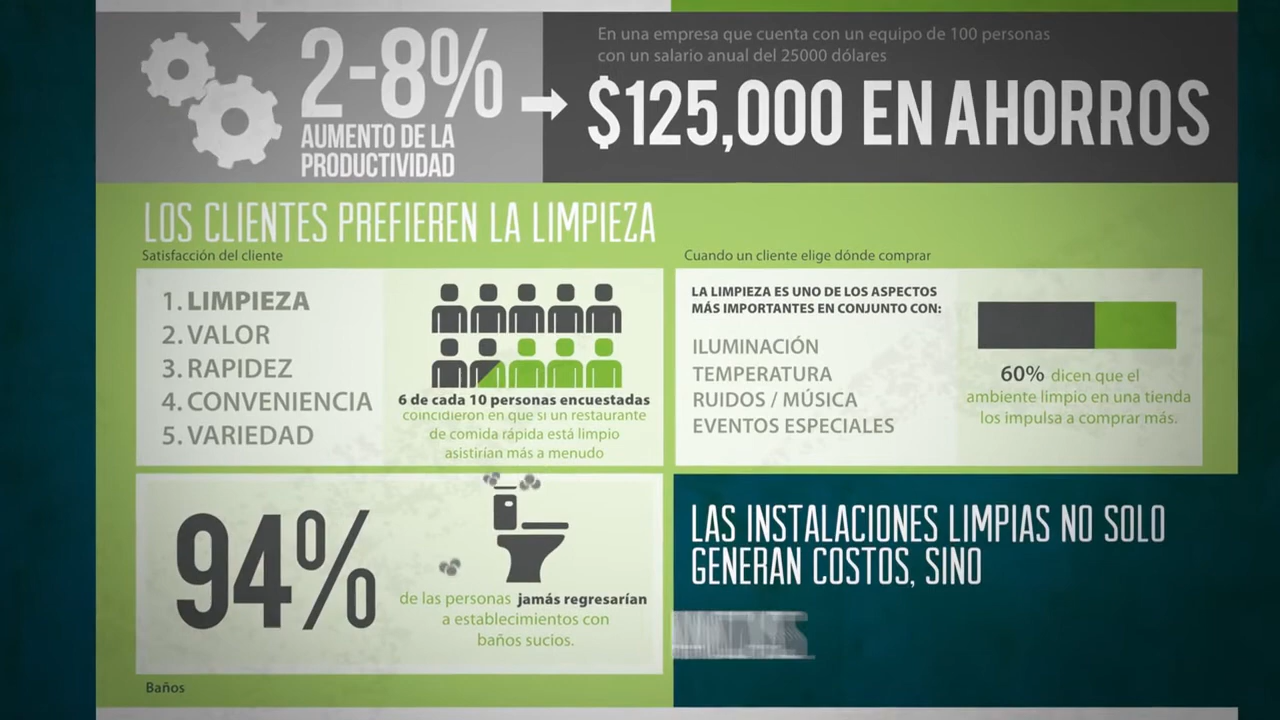 2-8%
AUMENTO DE LA
PRODUCTIVIDAD
En una empresa que cuenta con un equipo de 100 personas
con un salario anual del 25000 dólares
$125,000 EN AHORROS
LOS CLIENTES PREFIEREN LA LIMPIEZA
Satisfacción del cliente
1. LIMPIEZA
2. VALOR
3. RAPIDEZ
4. CONVENIENCIA
5. VARIEDAD
6 de cada 10 personas encuestadas
coincidieron en que si un restaurante
de comida rápida está limpio
asistirían más a menudo
Cuando un cliente elige dónde comprar
LA LIMPIEZA ES UNO DE LOS ASPECTOS
MÁS IMPORTANTES EN CONJUNTO CON:
ILUMINACIÓN
TEMPERATURA
RUIDOS / MÚSICA
EVENTOS ESPECIALES
60% dicen que el
ambiente limpio en una tienda
los impulsa a comprar más.
94%
de las personas jamás regresarían
a establecimientos con
baños sucios.
Baños
LAS INSTALACIONES LIMPIAS NO SOLO
GENERAN COSTOS, SINO